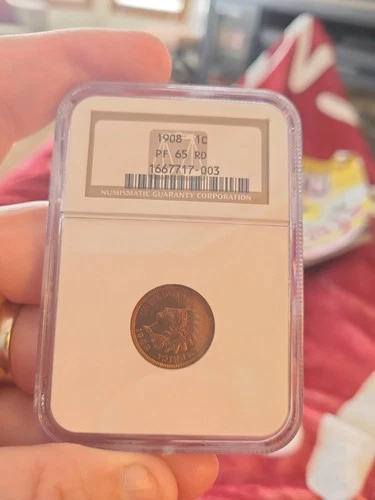 1908 1C
PF 65 RD
1667717-003
NUMISMATIC GUARANTY CORPORATION